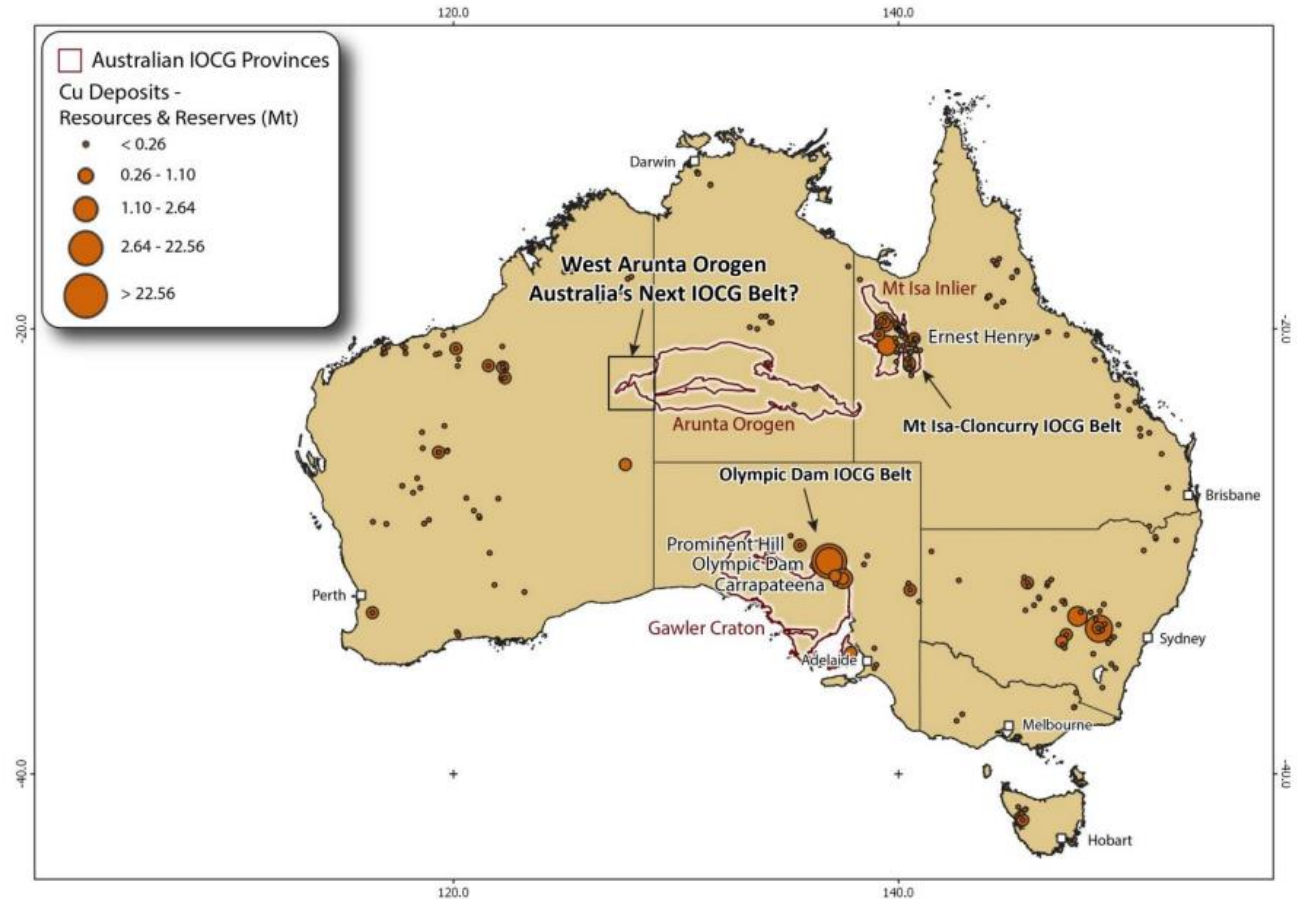 120.0
140.0
Australian IOCG Provinces
Cu Deposits -
Resources & Reserves (Mt)
< 0.26
0.26 - 1.10
1.10 - 2.64
2.64 - 22.56
> 22.56
Darwin
West Arunta Orogen
Australia's Next IOCG Belt?
Mt Isa Inlier
-20.0
-20.0
Ernest Henry
Arunta Orogen
Mt Isa-Cloncurry IOCG Belt
Olympic Dam IOCG Belt
Brisbane
Prominent Hill
Olympic Dam
Carrapateena
Perth
Gawler Craton
Sydney
Adelaide
Melbourne
-40.0
-40.0
Hobart
120.0
140.0